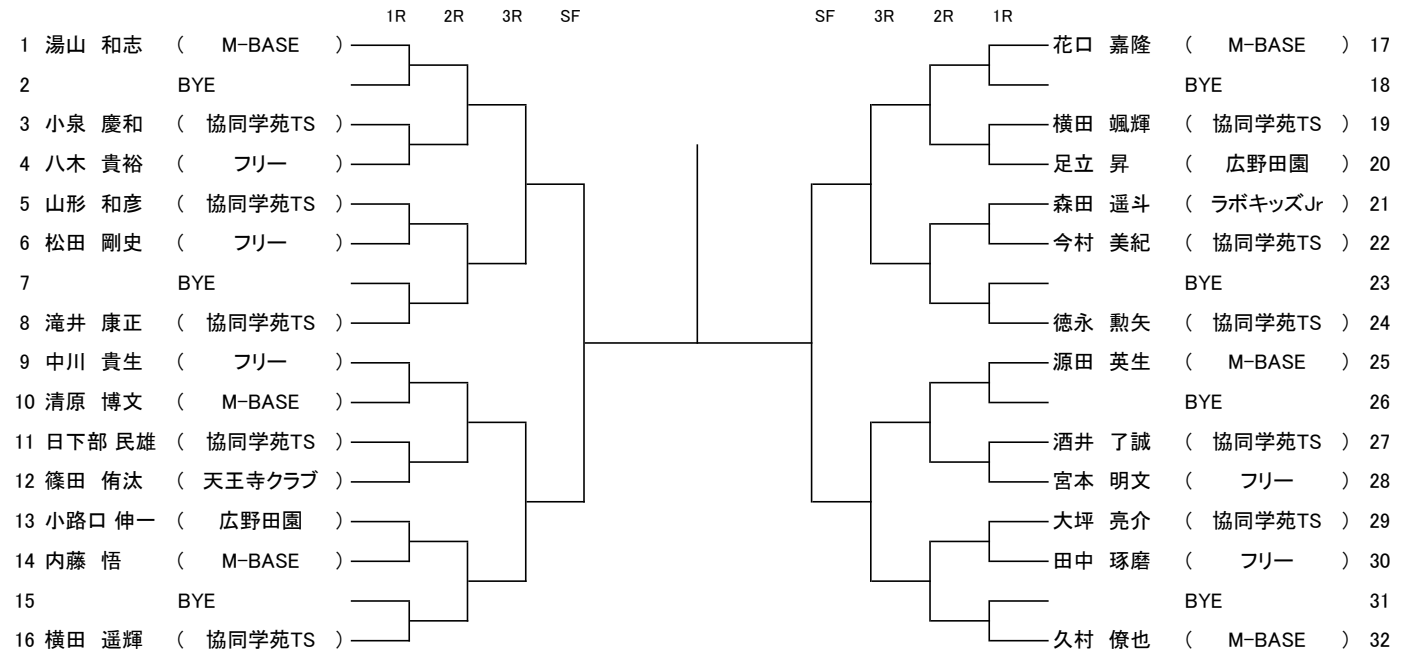 1R 2R 3R SF SF 3R 2R 1R
1 湯山 和志 ( M-BASE ) 花口 嘉隆 ( M-BASE ) 17
2 BYE BYE 18
3 小泉 慶和 ( 協同学苑TS ) 横田 颯輝 ( 協同学苑TS ) 19
4 八木 貴裕 ( フリー ) 足立 昇 ( 広野田園 ) 20
5 山形 和彦 ( 協同学苑TS ) 森田 遥斗 ( ラボキッズJr ) 21
6 松田 剛史 ( フリー ) 今村 美紀 ( 協同学苑TS ) 22
7 BYE BYE 23
8 滝井 康正 ( 協同学苑TS ) 徳永 勲矢 ( 協同学苑TS ) 24
9 中川 貴生 ( フリー ) 源田 英生 ( M-BASE ) 25
10 清原 博文 ( M-BASE ) BYE 26
11 日下部 民雄 ( 協同学苑TS ) 酒井 了誠 ( 協同学苑TS ) 27
12 篠田 侑汰 ( 天王寺クラブ ) 宮本 明文 ( フリー ) 28
13 小路口 伸一 ( 広野田園 ) 大坪 亮介 ( 協同学苑TS ) 29
14 内藤 悟 ( M-BASE ) 田中 琢磨 ( フリー ) 30
15 BYE BYE 31
16 横田 遥輝 ( 協同学苑TS ) 久村 僚也 ( M-BASE ) 32